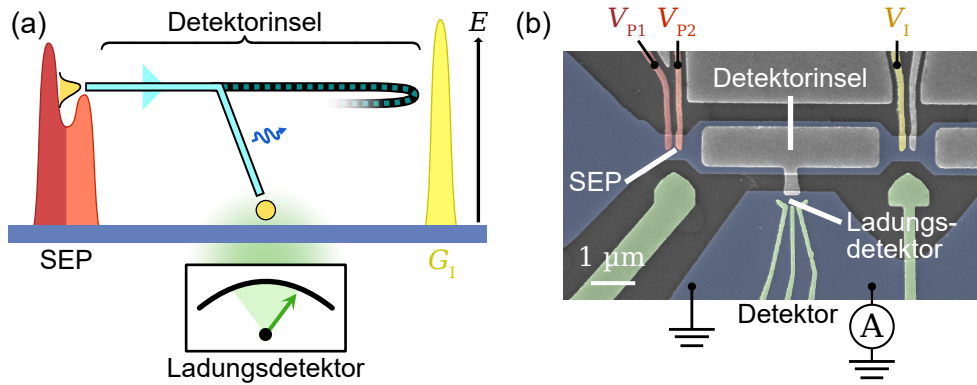 (a)
Detektorinsel
E
SEP
G_I
Ladungsdetektor
(b)
V_P1
V_P2
V_I
Detektorinsel
SEP
Ladungs-
detektor
1 µm
Detektor
A